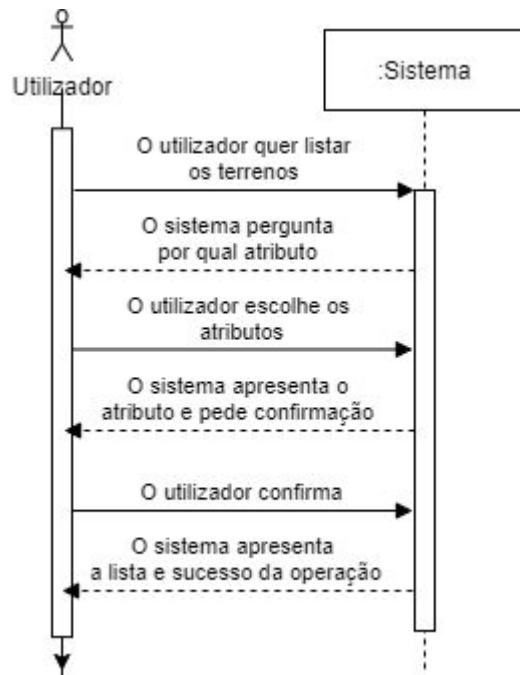 Utilizador
:Sistema
O utilizador quer listar
os terrenos
O sistema pergunta
por qual atributo
O utilizador escolhe os
atributos
O sistema apresenta o
atributo e pede confirmação
O utilizador confirma
O sistema apresenta
a lista e sucesso da operação